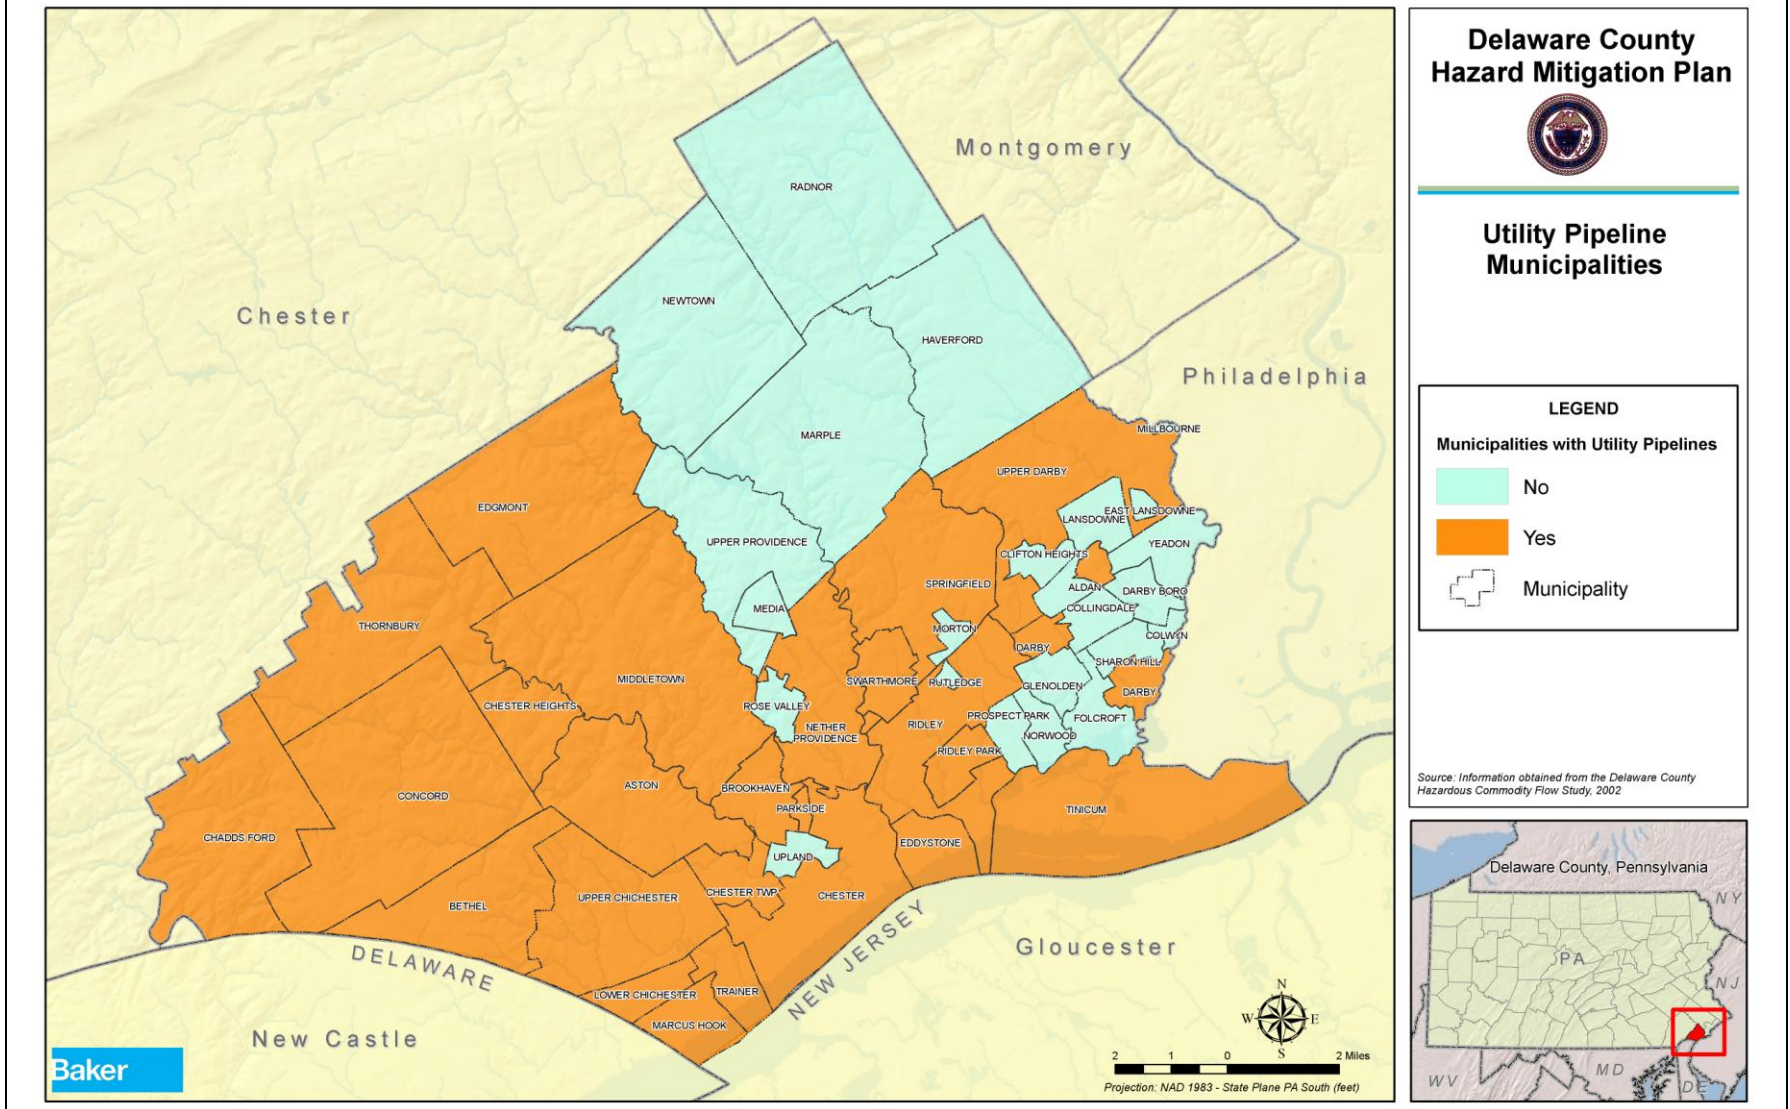 Delaware County
Hazard Mitigation Plan
Utility Pipeline
Municipalities
LEGEND
Municipalities with Utility Pipelines
No
Yes
Municipality
Source: Information obtained from the Delaware County
Hazardous Commodity Flow Study, 2002
Delaware County, Pennsylvania
NY
PA
NJ
MD
WV
DE
Montgomery
Chester
Philadelphia
Gloucester
New Castle
DELAWARE
NEW JERSEY
RADNOR
NEWTOWN
HAVERFORD
MARPLE
MILLBOURNE
UPPER DARBY
EDGMONT
LANSDOWNE
EAST LANSDOWNE
UPPER PROVIDENCE
YEADON
CLIFTON HEIGHTS
SPRINGFIELD
ALDAN
DARBY BORO
MEDIA
COLLINGDALE
THORNBURY
MORTON
COLWYN
DARBY
SHARON HILL
MIDDLETOWN
SWARTHMORE
RUTLEDGE
GLENOLDEN
DARBY
CHESTER HEIGHTS
ROSE VALLEY
NETHER
PROVIDENCE
RIDLEY
PROSPECT PARK
FOLCROFT
NORWOOD
RIDLEY PARK
ASTON
BROOKHAVEN
CONCORD
PARKSIDE
TINICUM
CHADDS FORD
EDDYSTONE
UPLAND
CHESTER TWP
CHESTER
UPPER CHICHESTER
BETHEL
LOWER CHICHESTER
TRAINER
MARCUS HOOK
N
W E
S
2 1 0 2 Miles
Projection: NAD 1983 - State Plane PA South (feet)
Baker